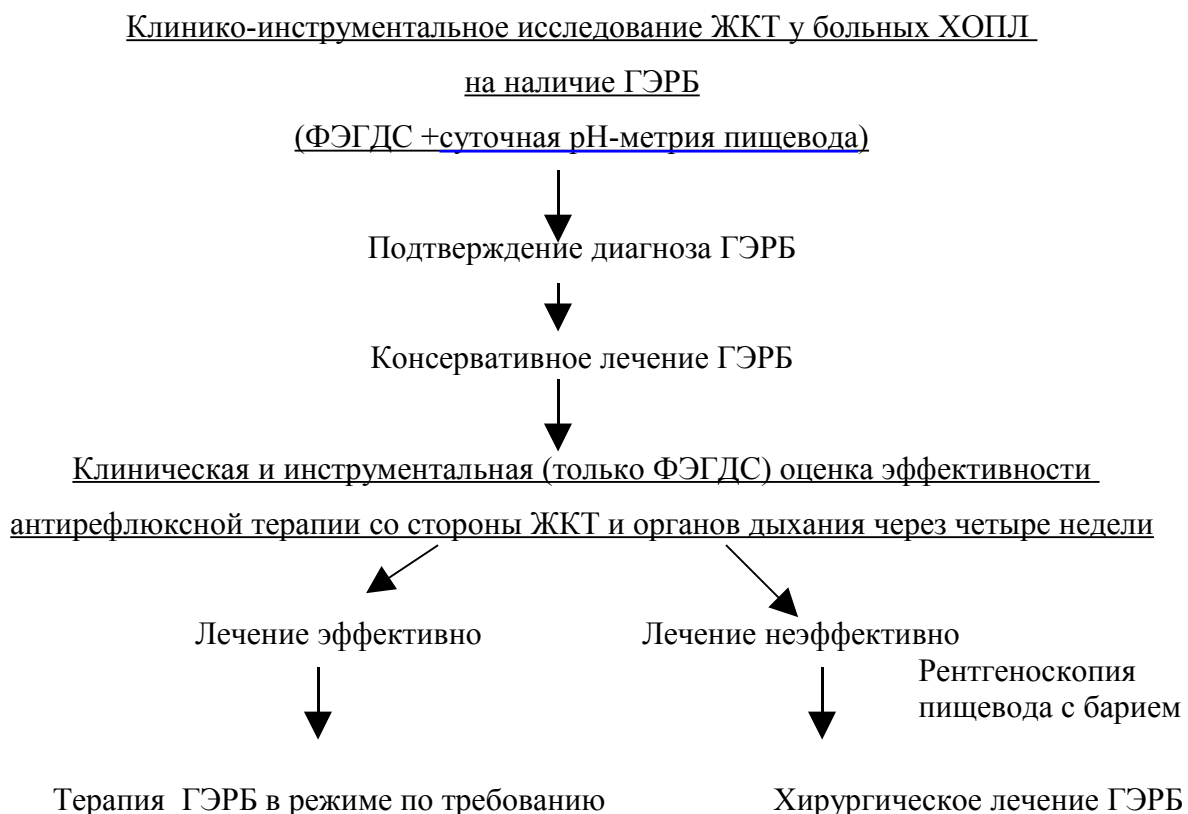 Клинико-инструментальное исследование ЖКТ у больных ХОПЛ
на наличие ГЭРБ
(ФЭГДС +суточная pH-метрия пищевода)
Подтверждение диагноза ГЭРБ
Консервативное лечение ГЭРБ
Клиническая и инструментальная (только ФЭГДС) оценка эффективности
антирефлюксной терапии со стороны ЖКТ и органов дыхания через четыре недели
Лечение эффективно
Лечение неэффективно
Рентгеноскопия
пищевода с барием
Терапия ГЭРБ в режиме по требованию
Хирургическое лечение ГЭРБ